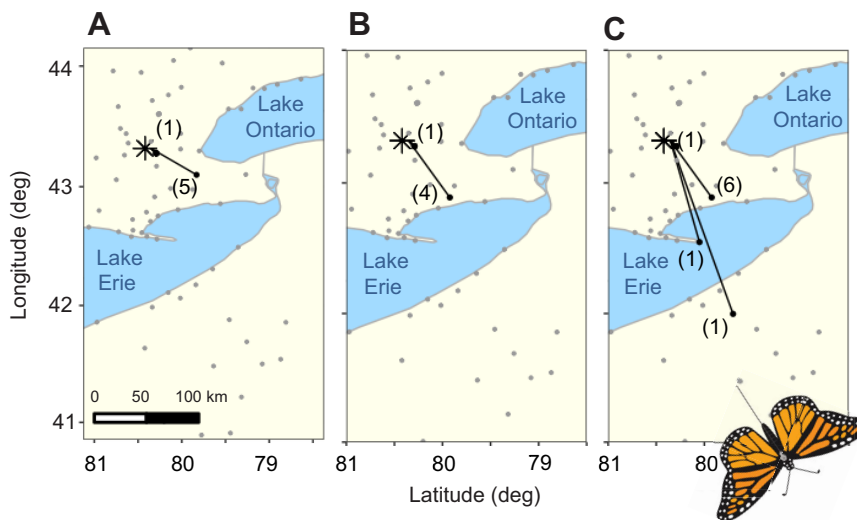 A
B
C
44
43
42
41
Longitude (deg)
Lake
Ontario
(1)
(5)
Lake
Erie
0 50 100 km
81 80 79
Lake
Ontario
(1)
(4)
Lake
Erie
81 80 79
Latitude (deg)
Lake
Ontario
(1)
(6)
(1)
Lake
Erie
(1)
81 80